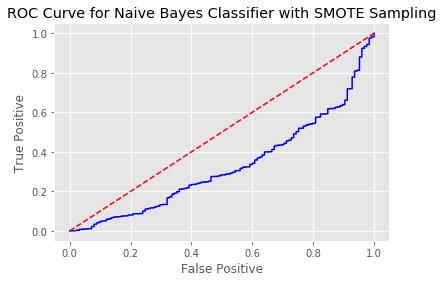 ROC Curve for Naive Bayes Classifier with SMOTE Sampling
1.0
0.8
0.6
0.4
0.2
0.0
True Positive
0.0 0.2 0.4 0.6 0.8 1.0
False Positive